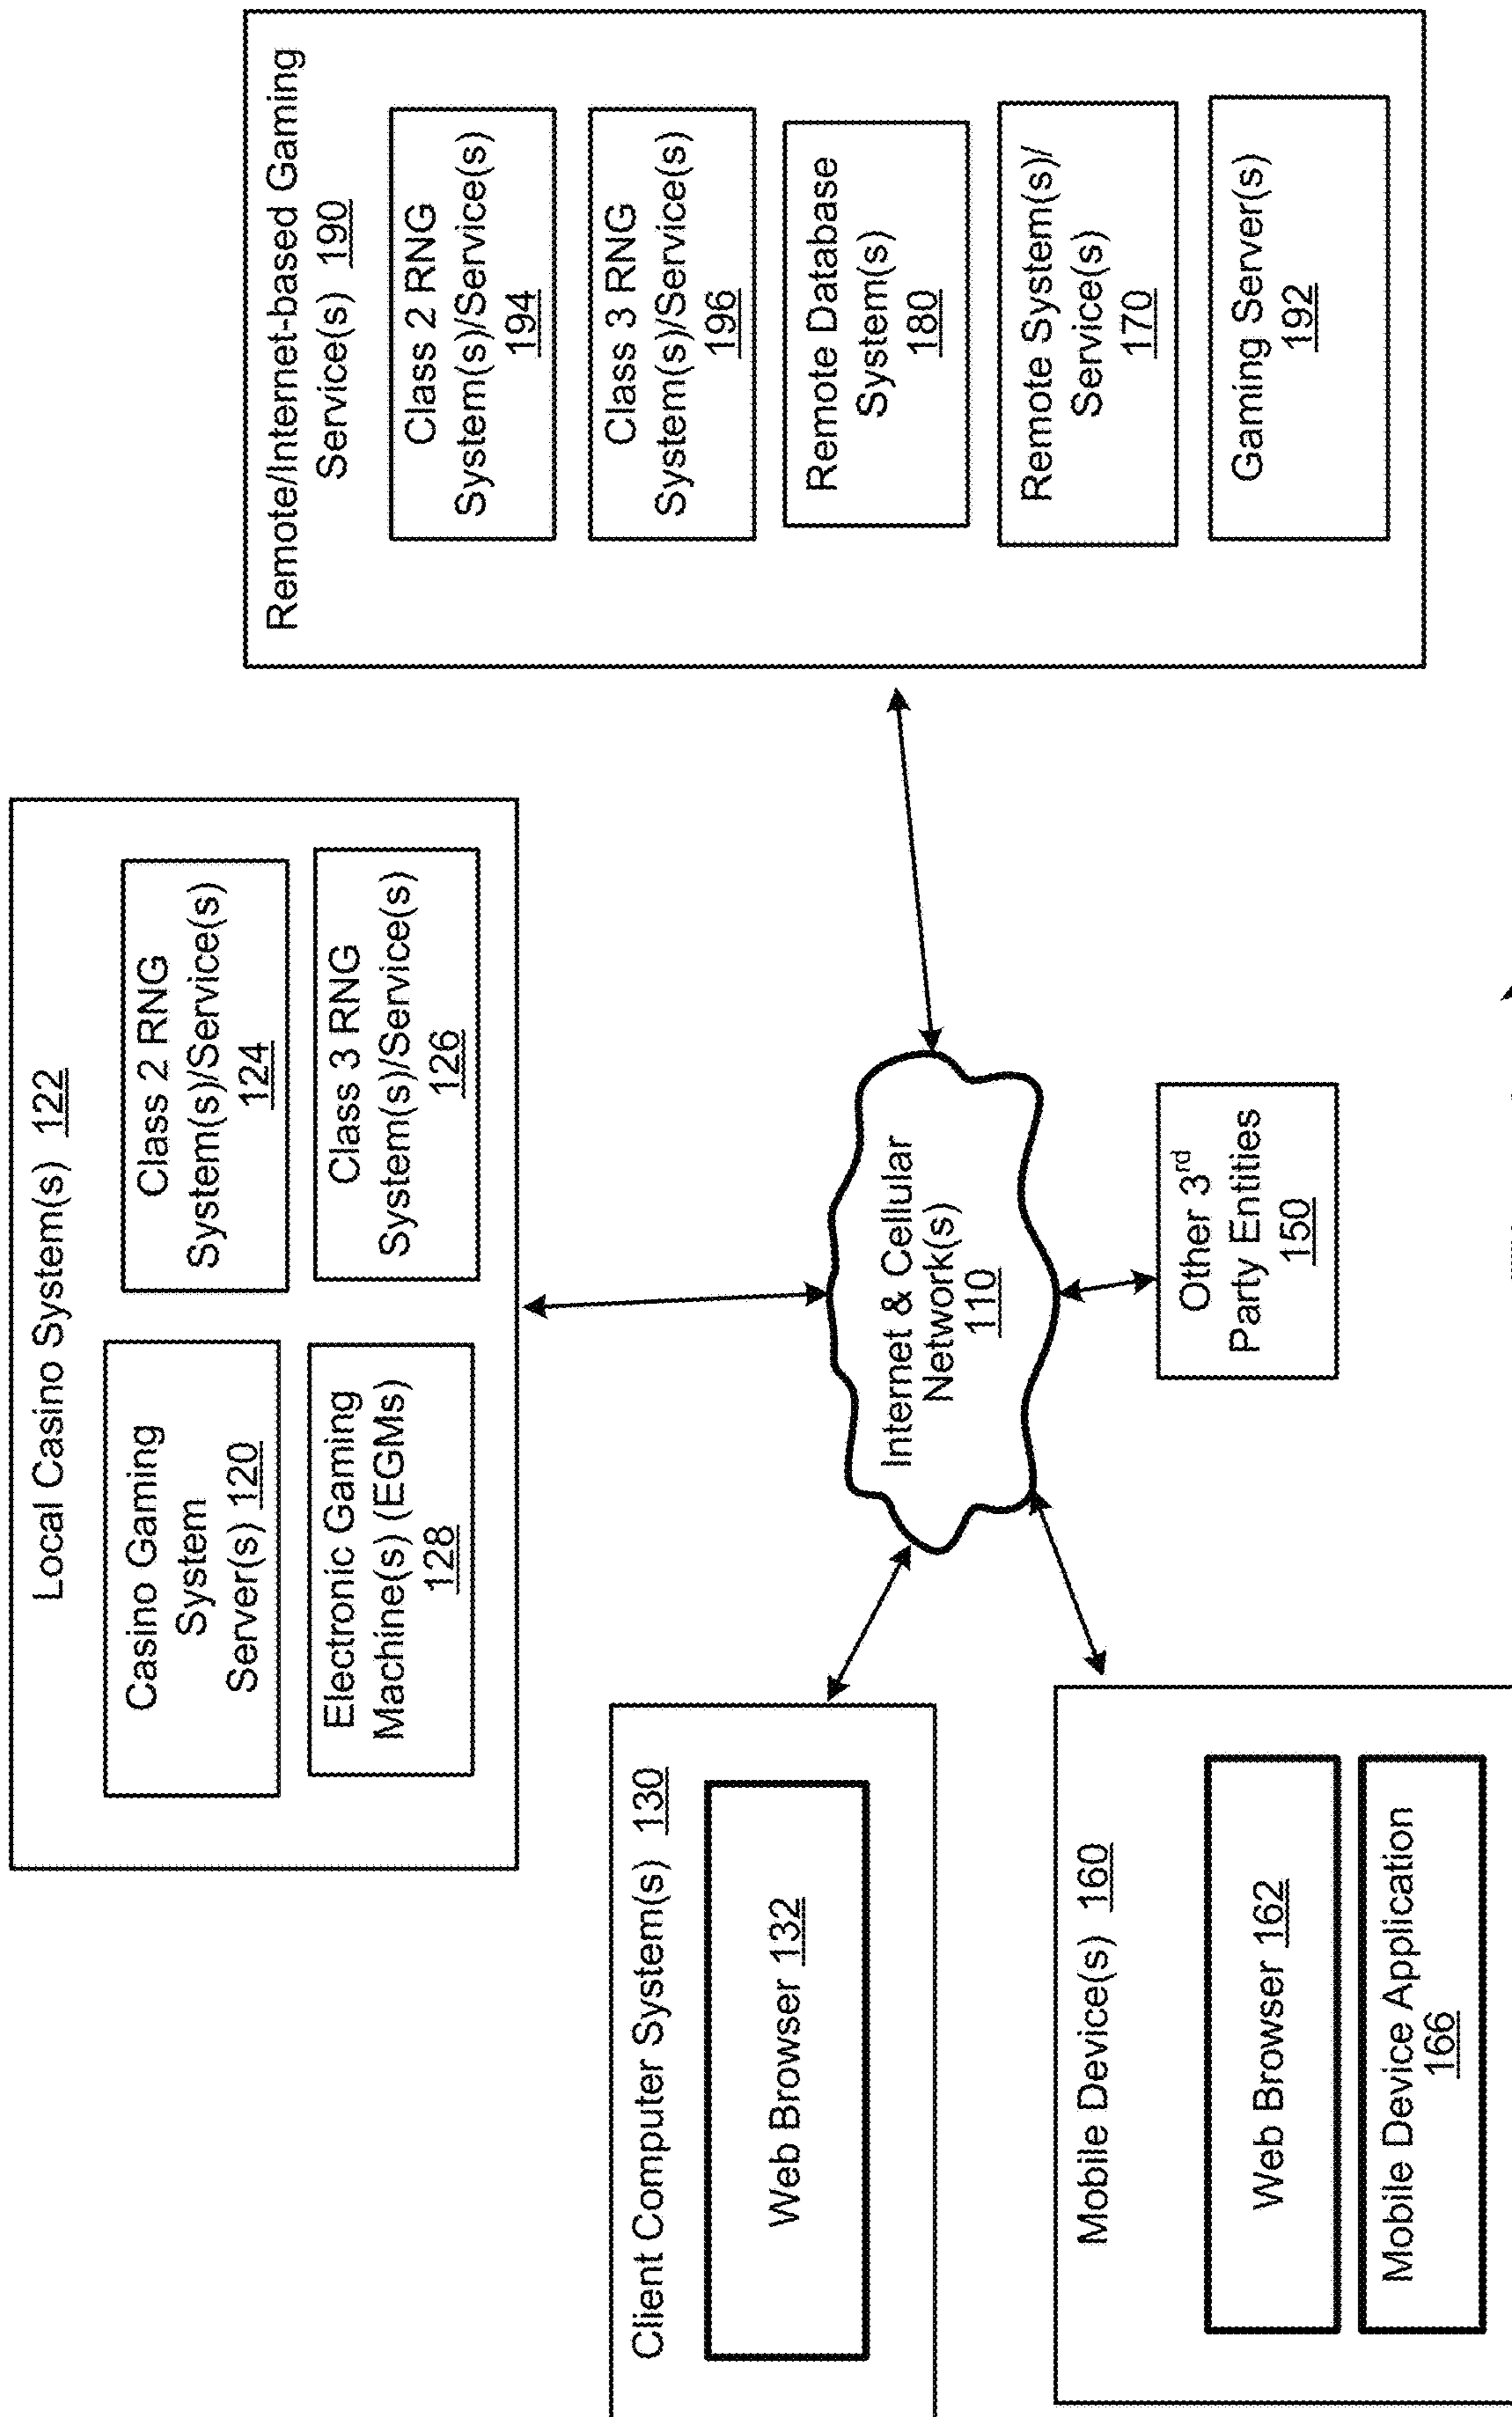 Local Casino System(s) 122
Casino Gaming
System
Server(s) 120
Class 2 RNG
System(s)/Service(s)
124
Electronic Gaming
Machine(s) (EGMs)
128
Class 3 RNG
System(s)/Service(s)
126
Remote/Internet-based Gaming
Service(s) 190
Class 2 RNG
System(s)/Service(s)
194
Class 3 RNG
System(s)/Service(s)
196
Remote Database
System(s)
180
Remote System(s)/
Service(s)
170
Gaming Server(s)
192
Client Computer System(s) 130
Web Browser 132
Internet & Cellular
Network(s)
110
Mobile Device(s) 160
Web Browser 162
Mobile Device Application
166
Other 3rd
Party Entities
150